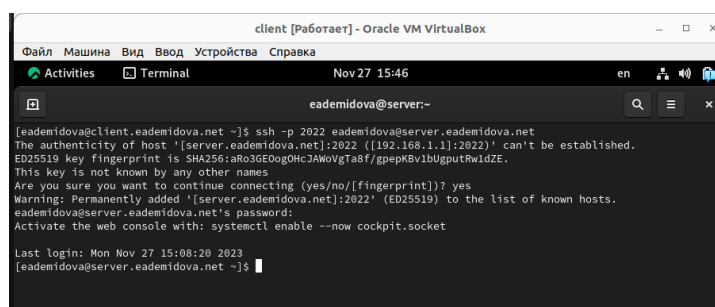 client [Работает] - Oracle VM VirtualBox
Файл Машина Вид Ввод Устройства Справка
Activities Terminal Nov 27 15:46 en
eademidova@server:~
[eademidova@client.eademidova.net ~]$ ssh -p 2022 eademidova@server.eademidova.net
The authenticity of host '[server.eademidova.net]:2022 ([192.168.1.1]:2022)' can't be established.
ED25519 key fingerprint is SHA256:aRo3GEOogOHcJAWoVgTa8f/gpepKBv1bUgputRw1dZE.
This key is not known by any other names
Are you sure you want to continue connecting (yes/no/[fingerprint])? yes
Warning: Permanently added '[server.eademidova.net]:2022' (ED25519) to the list of known hosts.
eademidova@server.eademidova.net's password:
Activate the web console with: systemctl enable --now cockpit.socket
Last login: Mon Nov 27 15:08:20 2023
[eademidova@server.eademidova.net ~]$